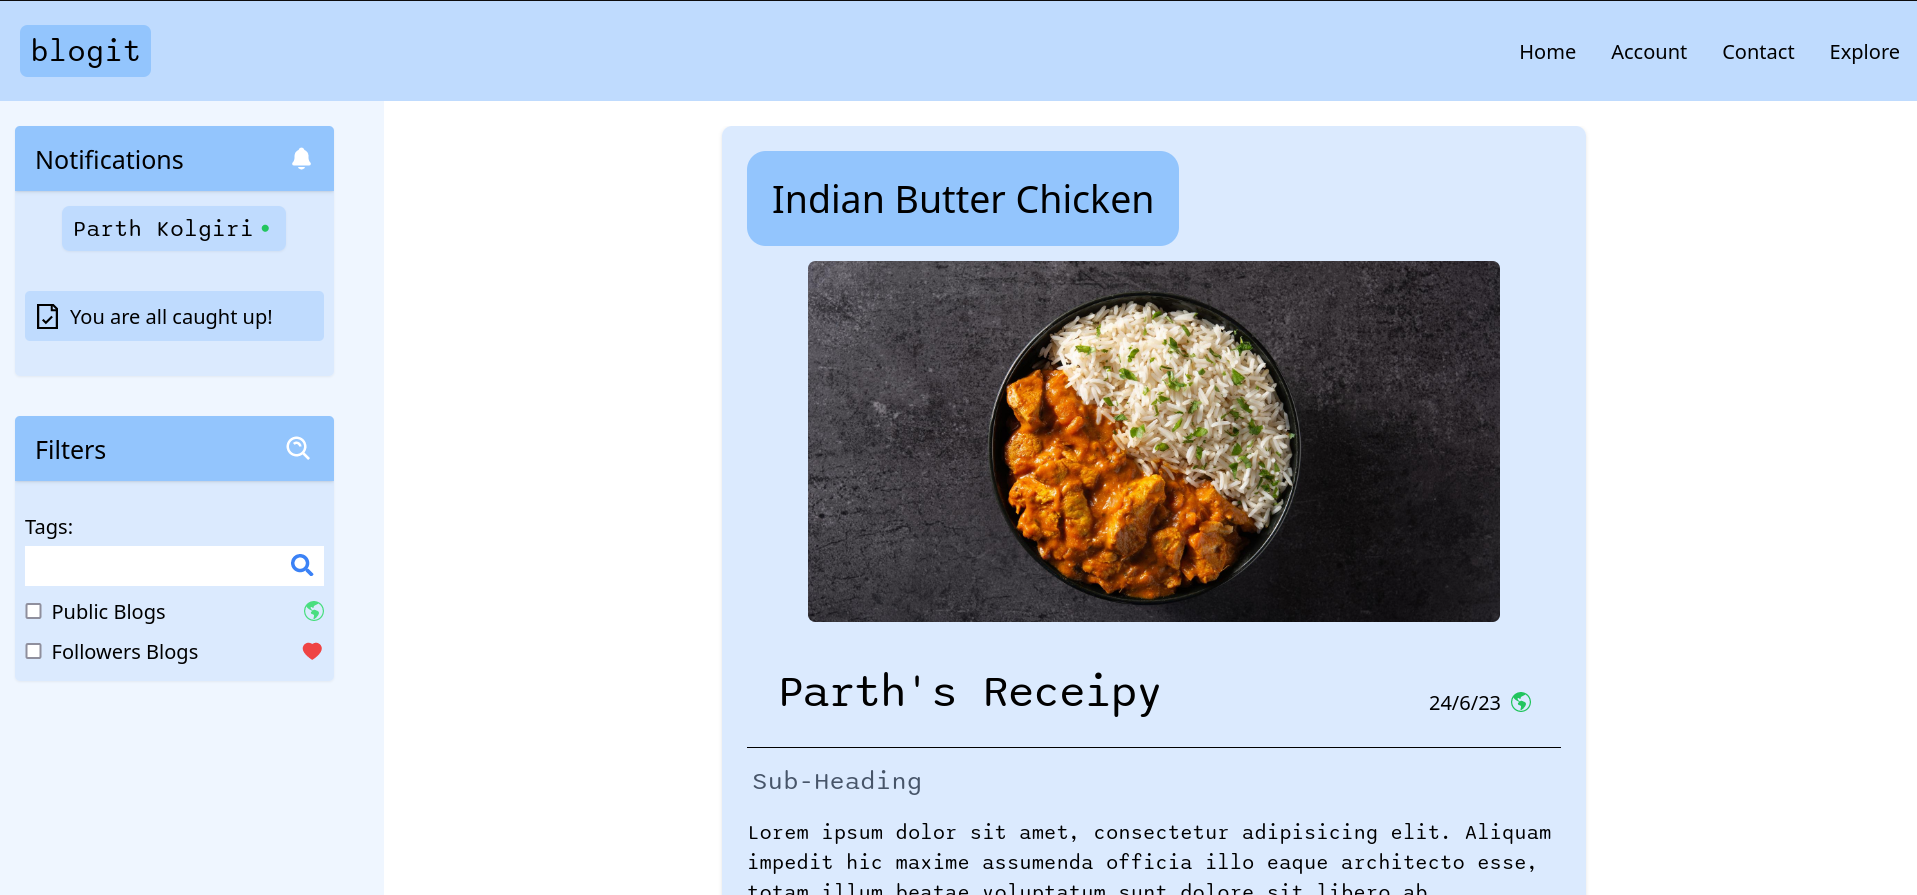 blogit
Home Account Contact Explore
Notifications
Parth Kolgiri
You are all caught up!
Filters
Tags:
Public Blogs
Followers Blogs
Indian Butter Chicken
Parth's Receipy
24/6/23
Sub-Heading
Lorem ipsum dolor sit amet, consectetur adipisicing elit. Aliquam
impedit hic maxime assumenda officia illo eaque architecto esse,
totam illum beatae voluptatum sunt dolore sit libero ab